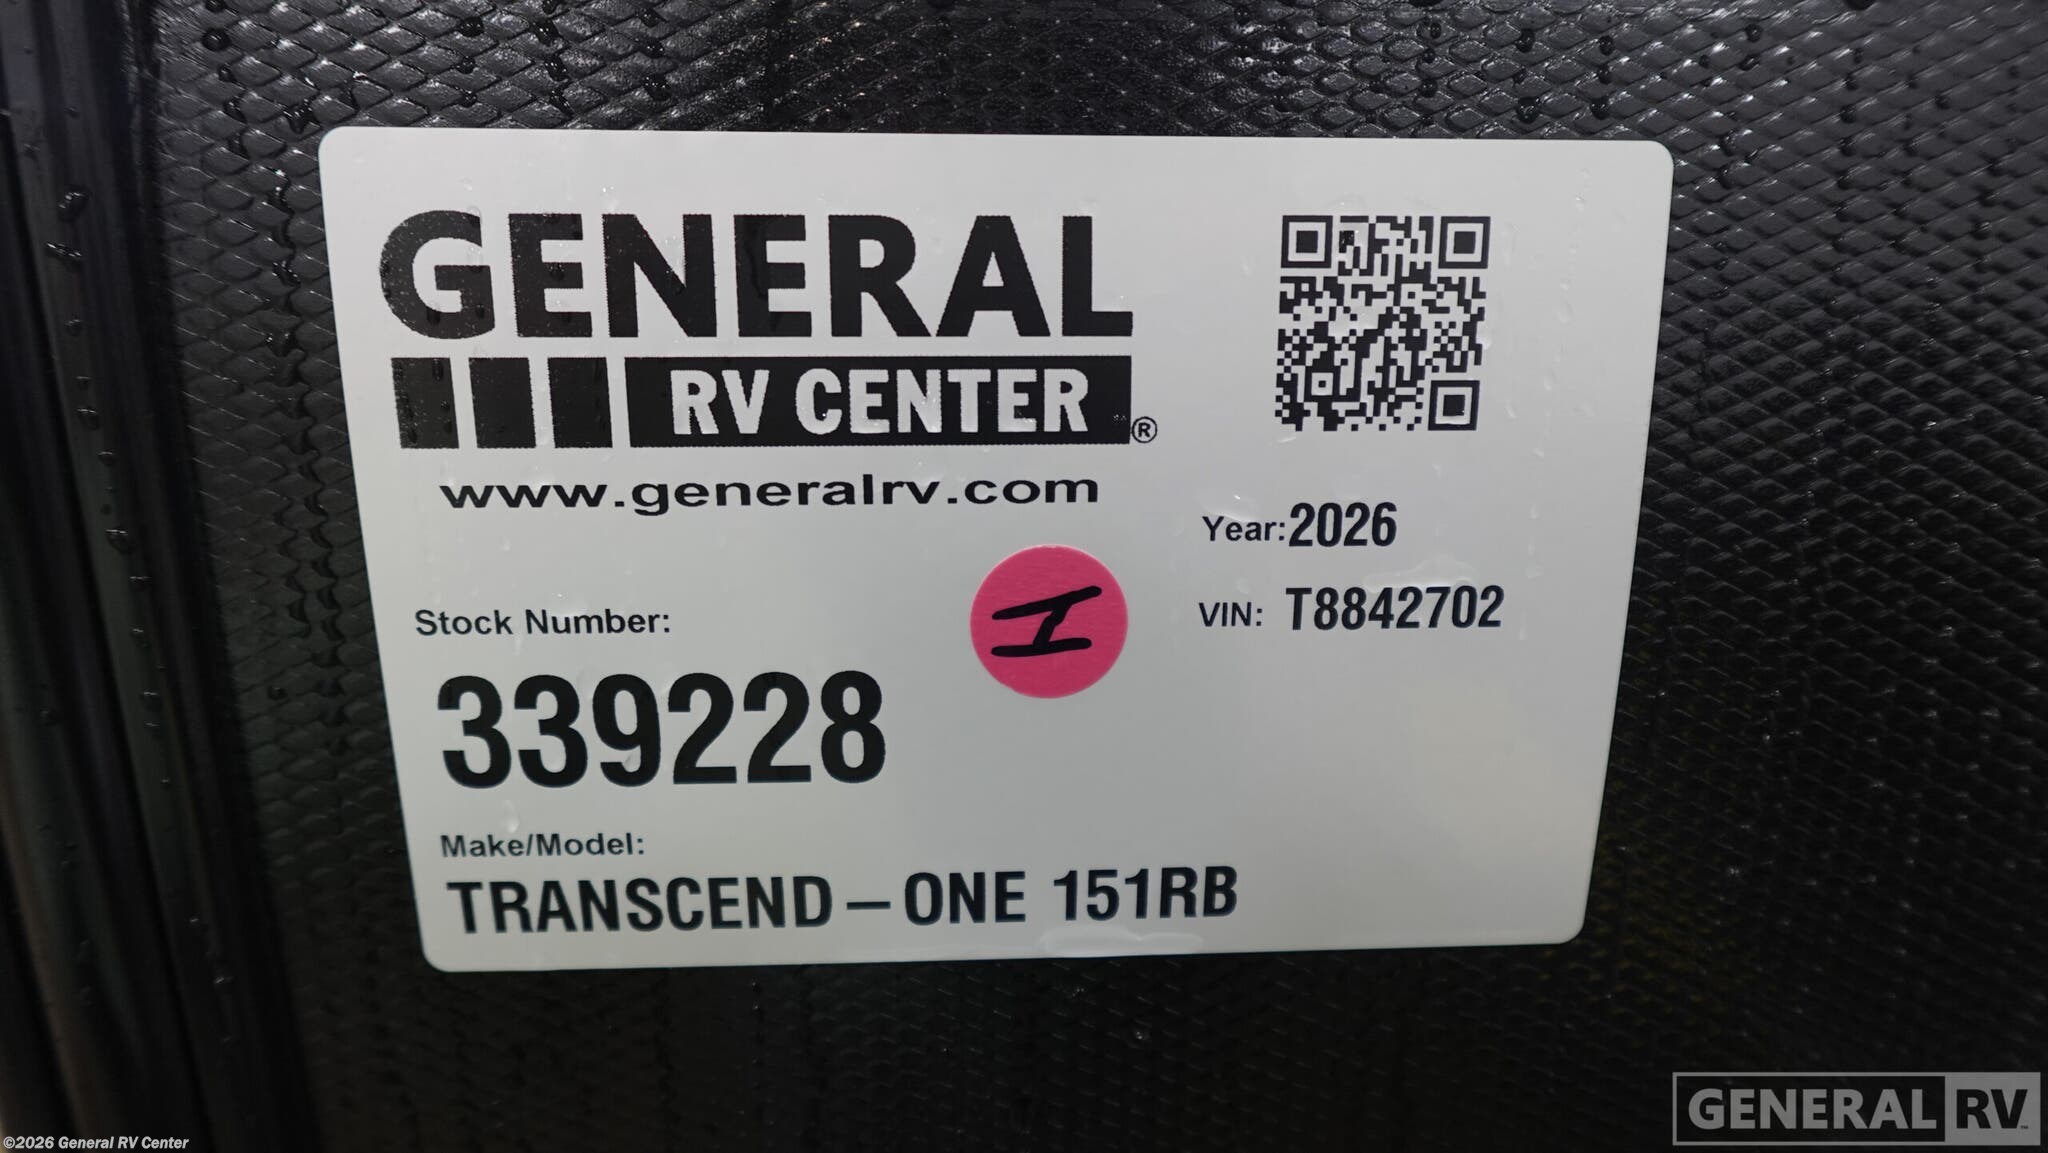 GENERAL
RV CENTER®
www.generalrv.com
Year: 2026
VIN: T8842702
I
Stock Number:
339228
Make/Model:
TRANSCEND - ONE 151RB
GENERAL RV™
©2026 General RV Center